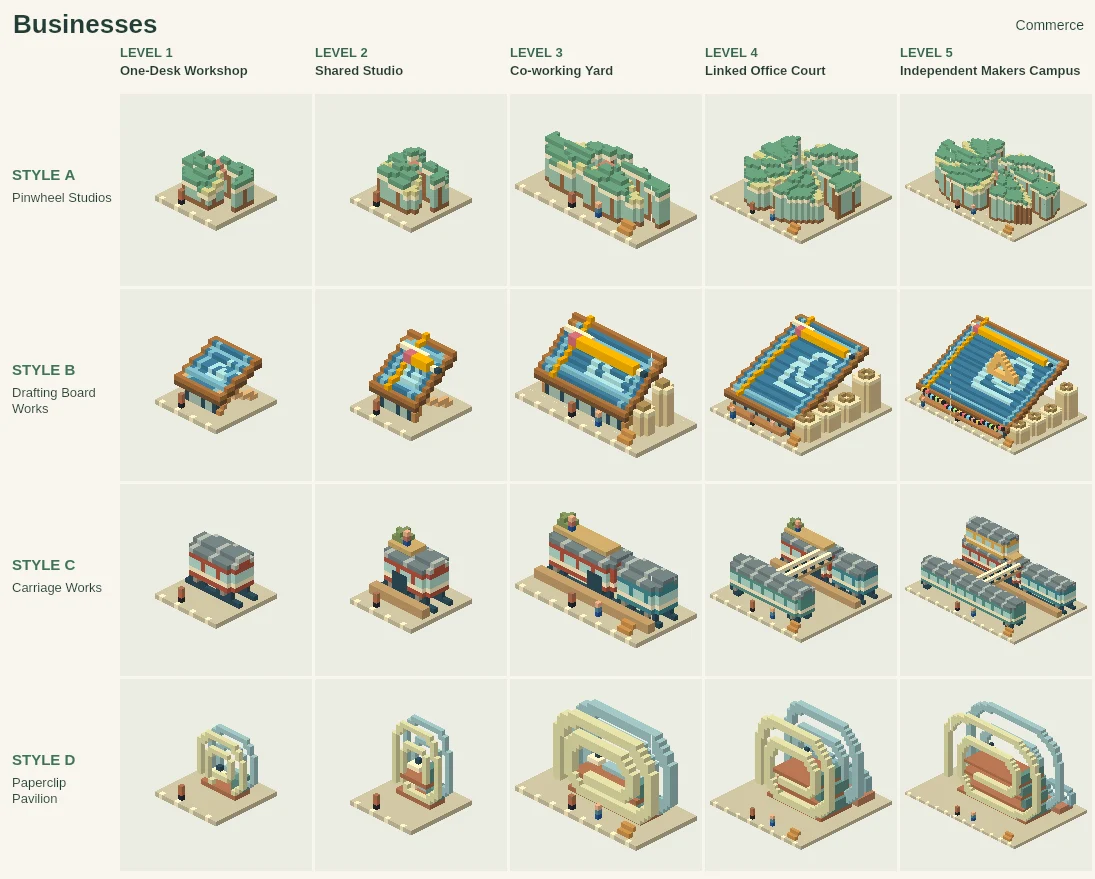 Businesses
Commerce
LEVEL 1
One-Desk Workshop
LEVEL 2
Shared Studio
LEVEL 3
Co-working Yard
LEVEL 4
Linked Office Court
LEVEL 5
Independent Makers Campus
STYLE A
Pinwheel Studios
STYLE B
Drafting Board
Works
STYLE C
Carriage Works
STYLE D
Paperclip
Pavilion